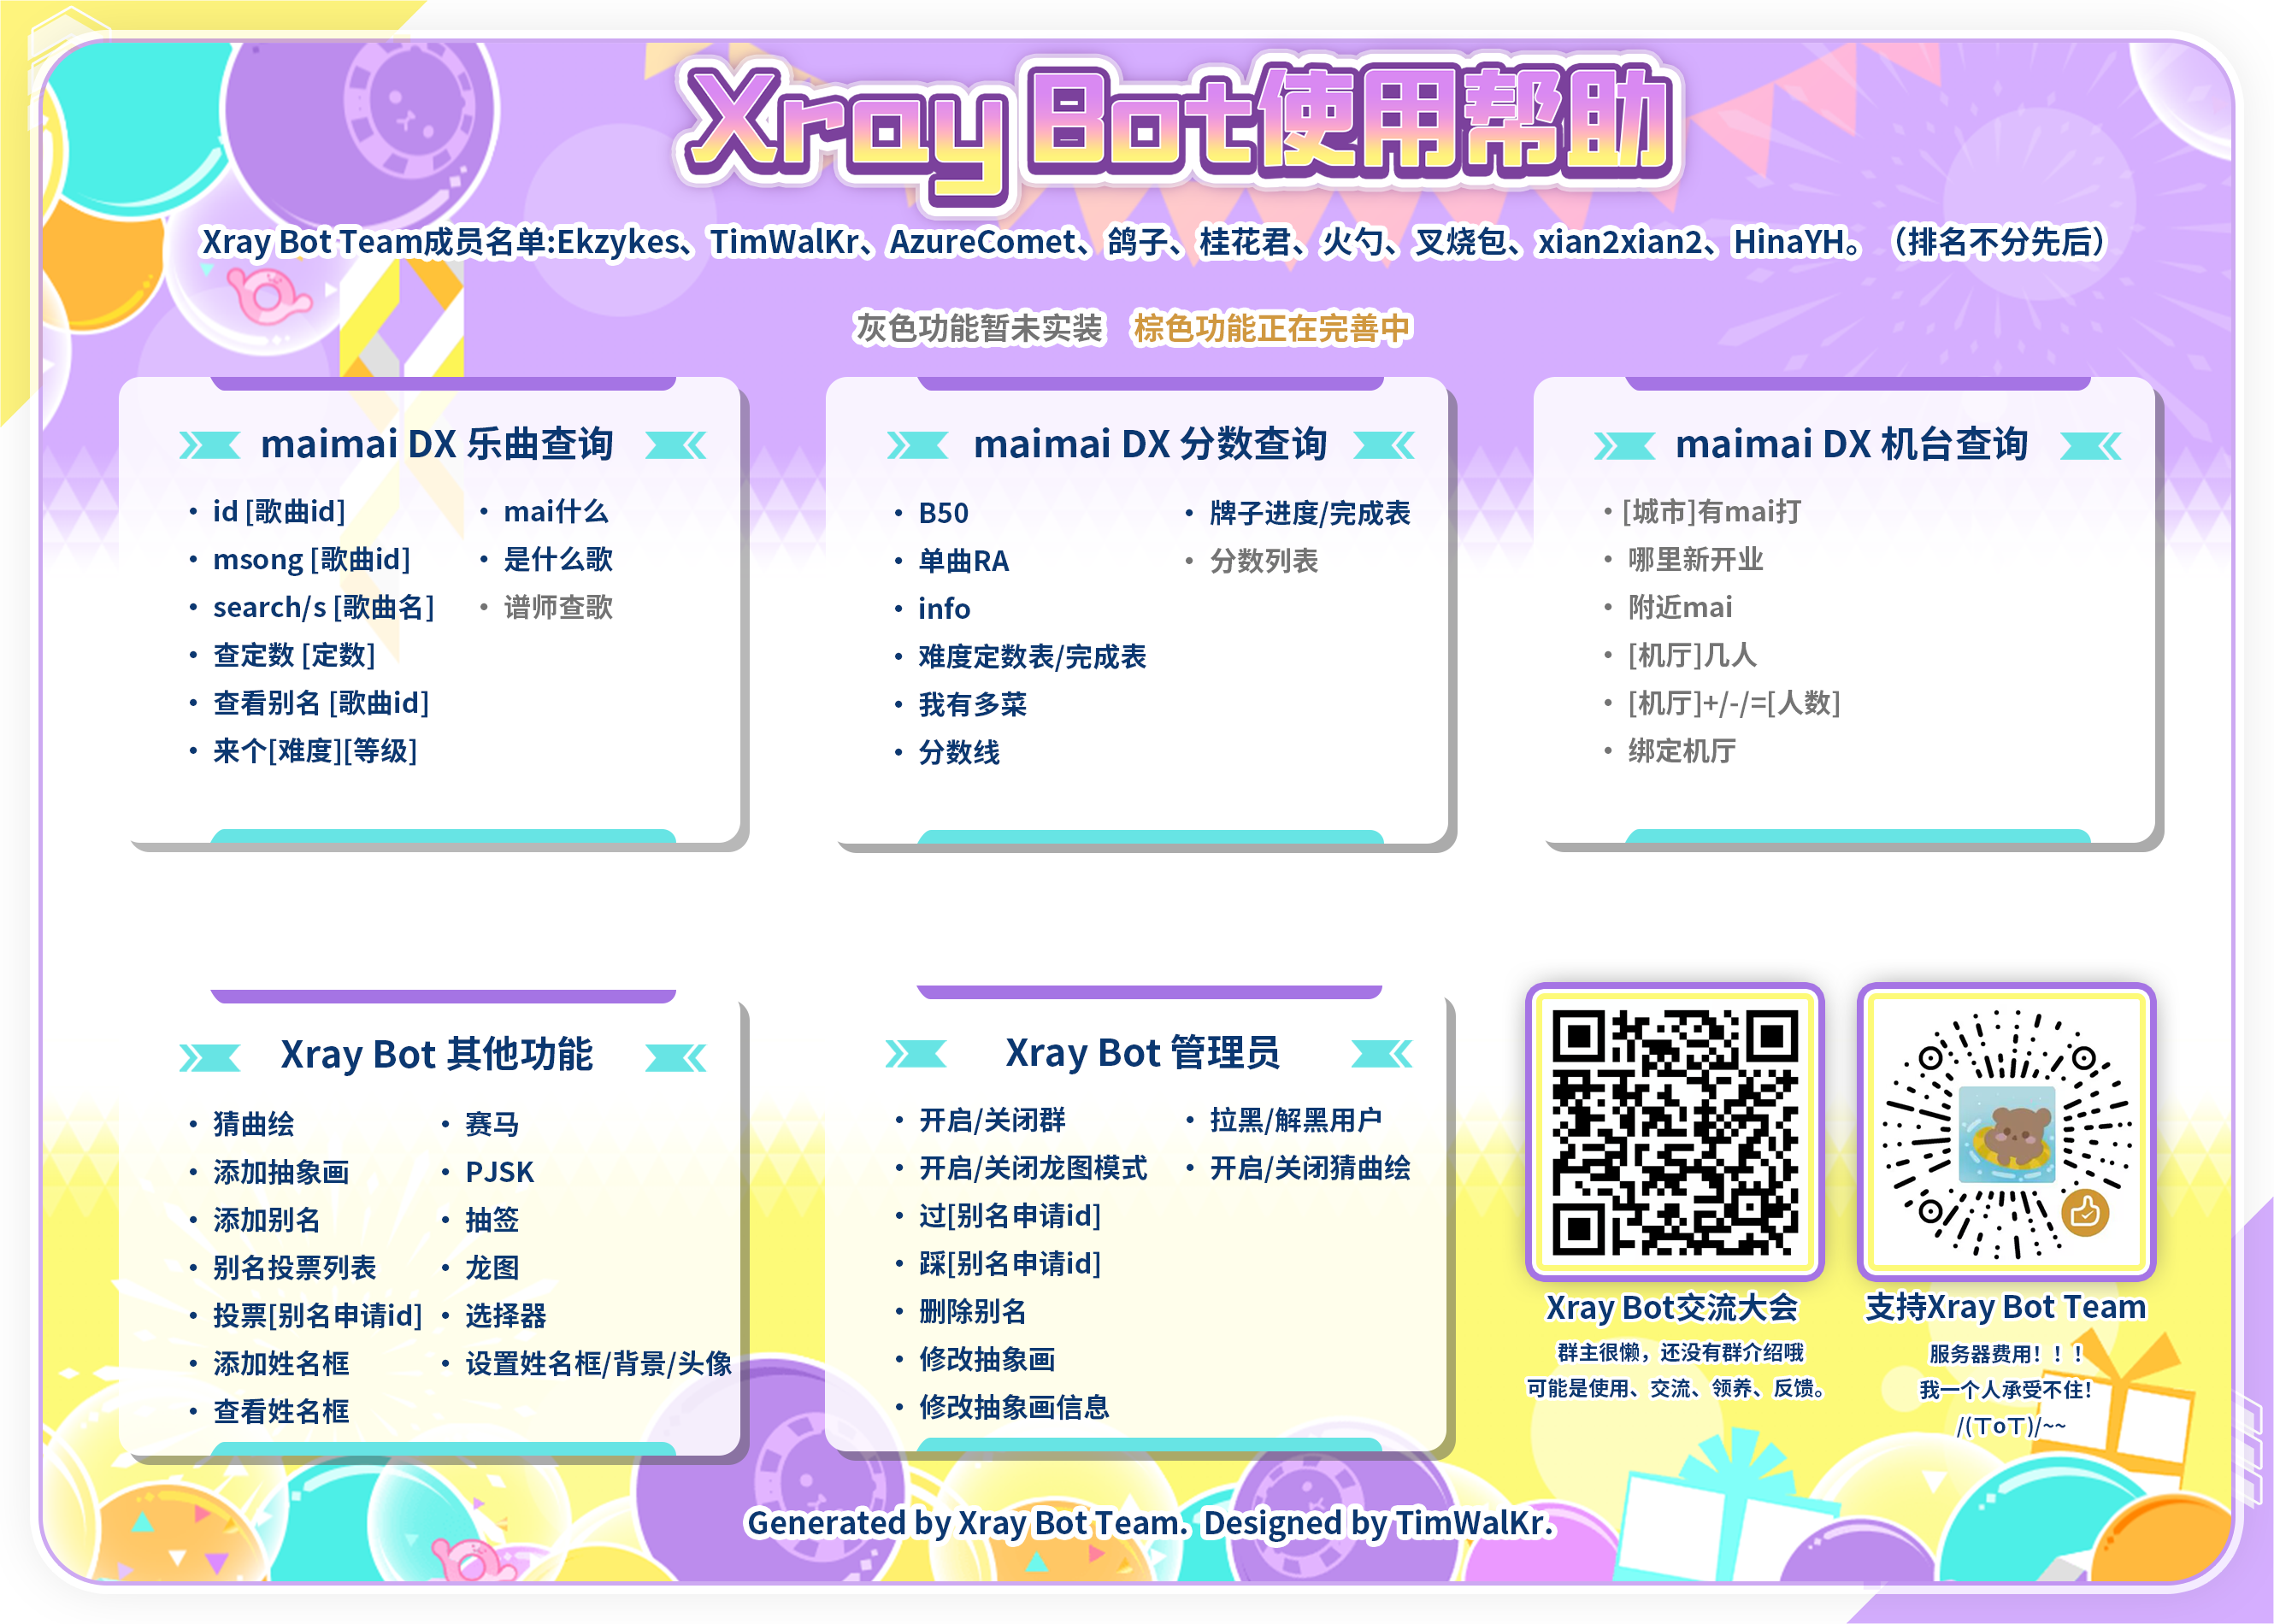 Xray Bot使用帮助
Xray Bot Team成员名单:Ekzykes、TimWalKr、AzureComet、鸽子、桂花君、火勺、叉烧包、xian2xian2、HinaYH。（排名不分先后）
灰色功能暂未实装 棕色功能正在完善中
maimai DX 乐曲查询
· id [歌曲id]
· msong [歌曲id]
· search/s [歌曲名]
· 查定数 [定数]
· 查看别名 [歌曲id]
· 来个[难度][等级]
· mai什么
· 是什么歌
· 谱师查歌
maimai DX 分数查询
· B50
· 单曲RA
· info
· 难度定数表/完成表
· 我有多菜
· 分数线
· 牌子进度/完成表
· 分数列表
maimai DX 机台查询
· [城市]有mai打
· 哪里新开业
· 附近mai
· [机厅]几人
· [机厅]+/-/=[人数]
· 绑定机厅
Xray Bot 其他功能
· 猜曲绘
· 添加抽象画
· 添加别名
· 别名投票列表
· 投票[别名申请id]
· 添加姓名框
· 查看姓名框
· 赛马
· PJSK
· 抽签
· 龙图
· 选择器
· 设置姓名框/背景/头像
Xray Bot 管理员
· 开启/关闭群
· 开启/关闭龙图模式
· 过[别名申请id]
· 踩[别名申请id]
· 删除别名
· 修改抽象画
· 修改抽象画信息
· 拉黑/解黑用户
· 开启/关闭猜曲绘
Xray Bot交流大会
群主很懒，还没有群介绍哦
可能是使用、交流、领养、反馈。
支持Xray Bot Team
服务器费用！！！
我一个人承受不住！
/(ㄒoㄒ)/~~
Generated by Xray Bot Team. Designed by TimWalKr.